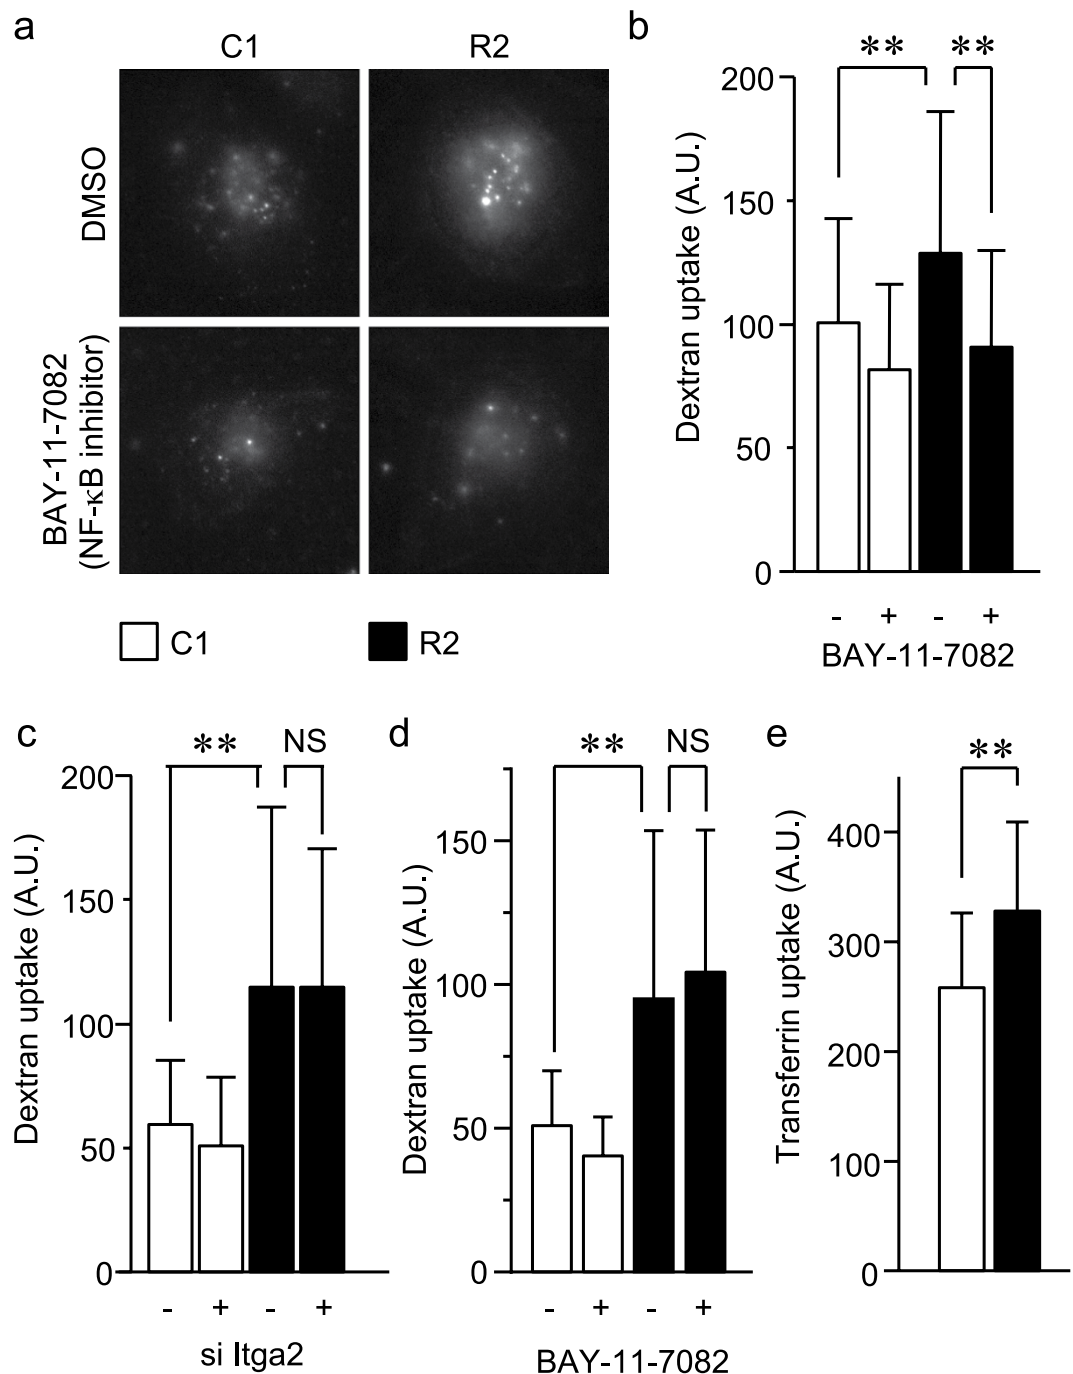 a
C1
R2
DMSO
BAY-11-7082
(NF-κB inhibitor)
C1
R2
b
**
**
Dextran uptake (A.U.)
200
150
100
50
0
-
+
-
+
BAY-11-7082
c
**
NS
Dextran uptake (A.U.)
200
150
100
50
0
-
+
-
+
si Itga2
d
**
NS
Dextran uptake (A.U.)
150
100
50
0
-
+
-
+
BAY-11-7082
e
**
Transferrin uptake (A.U.)
400
300
200
100
0